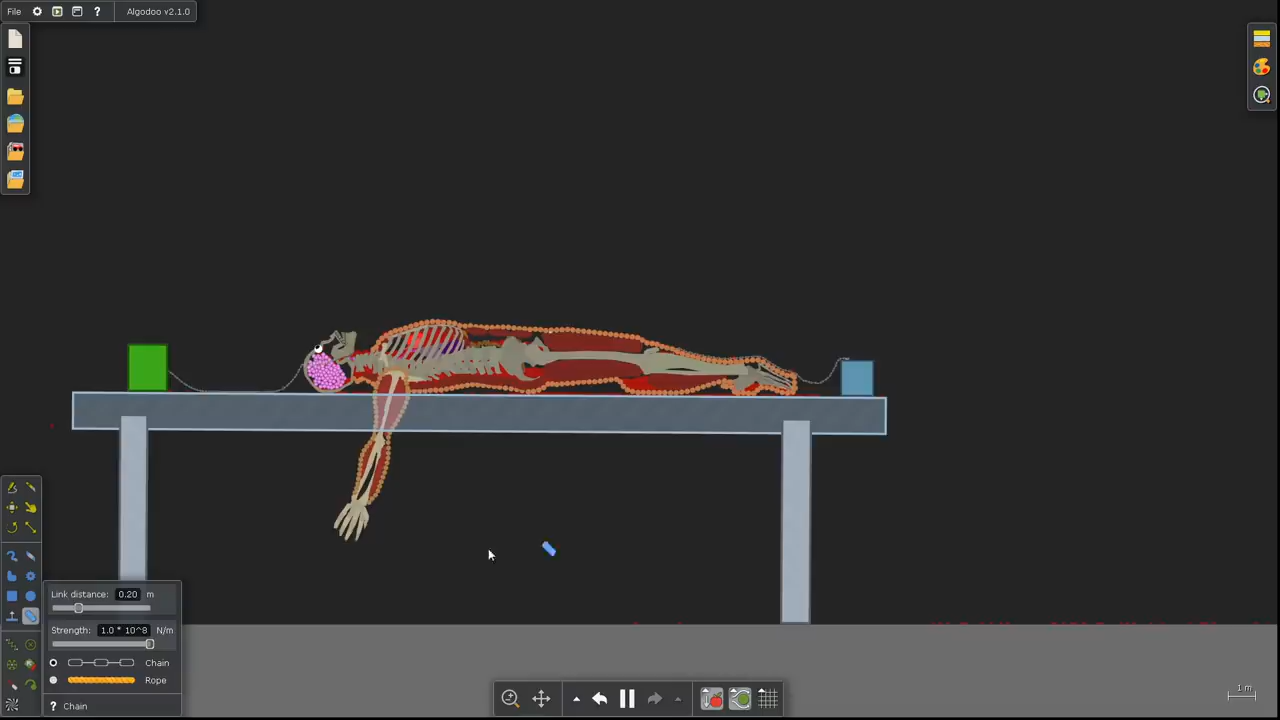 File ? Algodoo v2.1.0
Link distance: 0.20 m
Strength: 1.0 * 10^8 N/m
Chain
Rope
? Chain
1 m